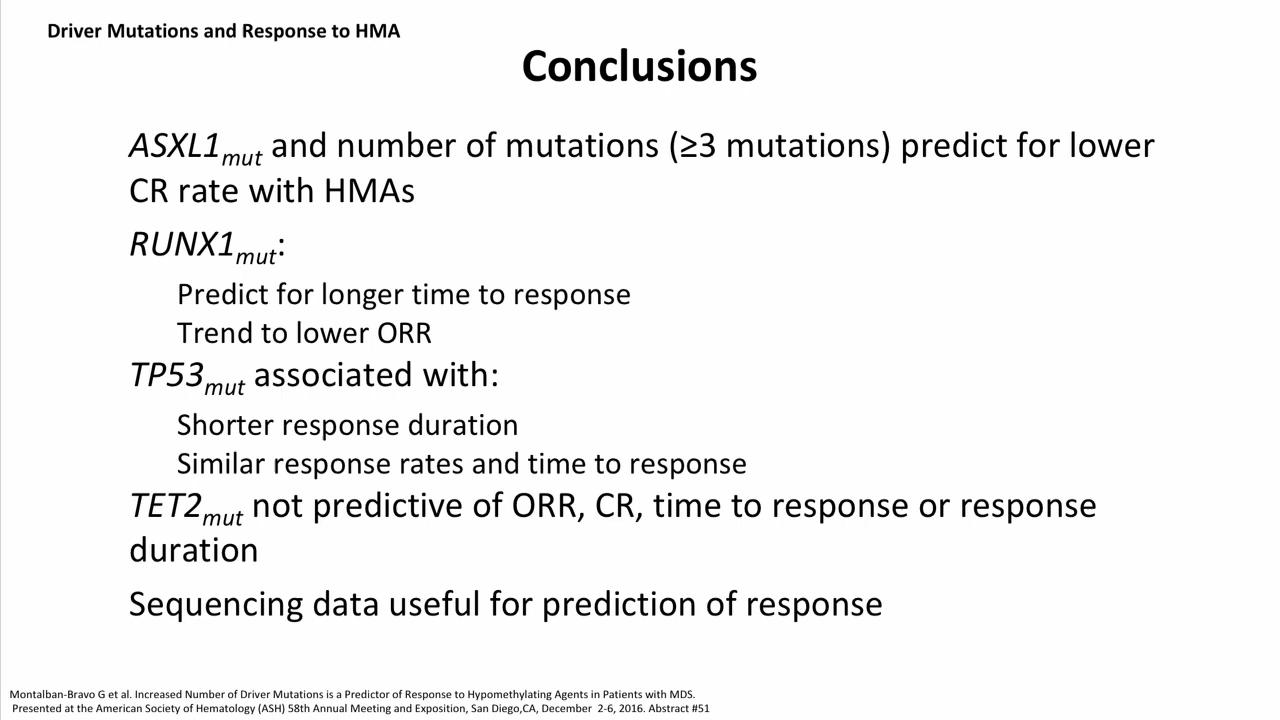 Driver Mutations and Response to HMA
Conclusions
ASXL1mut and number of mutations (≥3 mutations) predict for lower
CR rate with HMAs
RUNX1mut:
Predict for longer time to response
Trend to lower ORR
TP53mut associated with:
Shorter response duration
Similar response rates and time to response
TET2mut not predictive of ORR, CR, time to response or response
duration
Sequencing data useful for prediction of response
Montalban-Bravo G et al. Increased Number of Driver Mutations is a Predictor of Response to Hypomethylating Agents in Patients with MDS.
Presented at the American Society of Hematology (ASH) 58th Annual Meeting and Exposition, San Diego,CA, December 2-6, 2016. Abstract #51